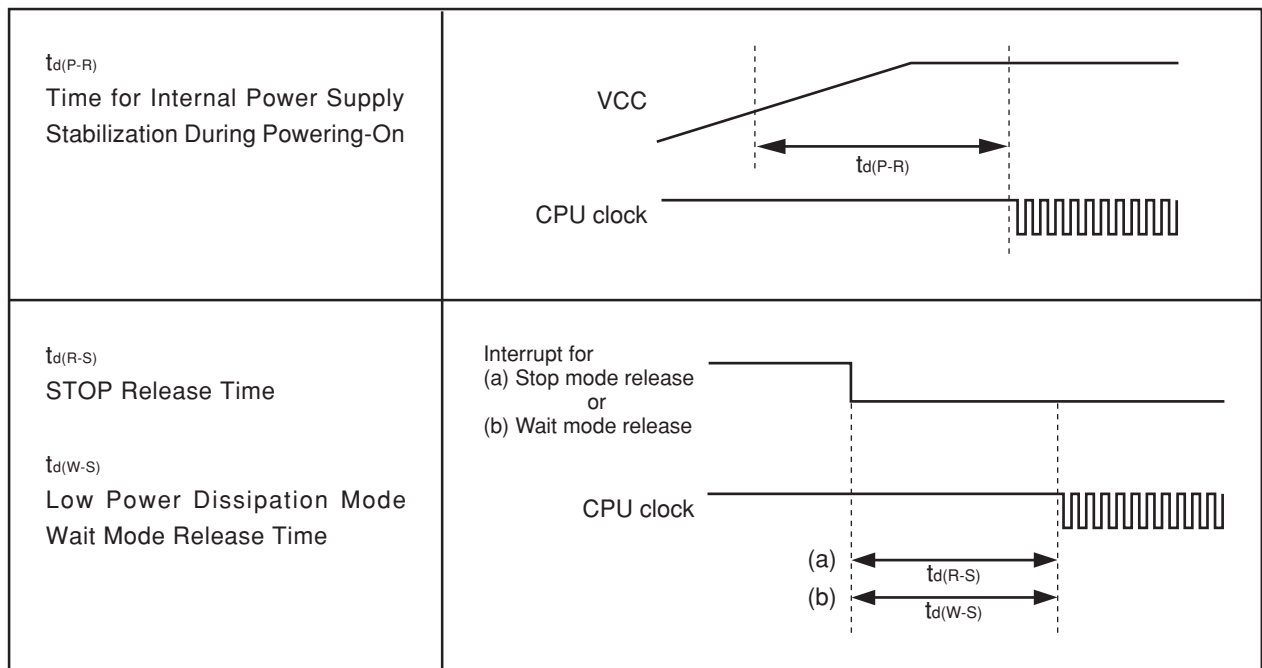 td(P-R)
Time for Internal Power Supply
Stabilization During Powering-On
VCC
td(P-R)
CPU clock
td(R-S)
STOP Release Time
td(W-S)
Low Power Dissipation Mode
Wait Mode Release Time
Interrupt for
(a) Stop mode release
or
(b) Wait mode release
CPU clock
(a)
td(R-S)
(b)
td(W-S)